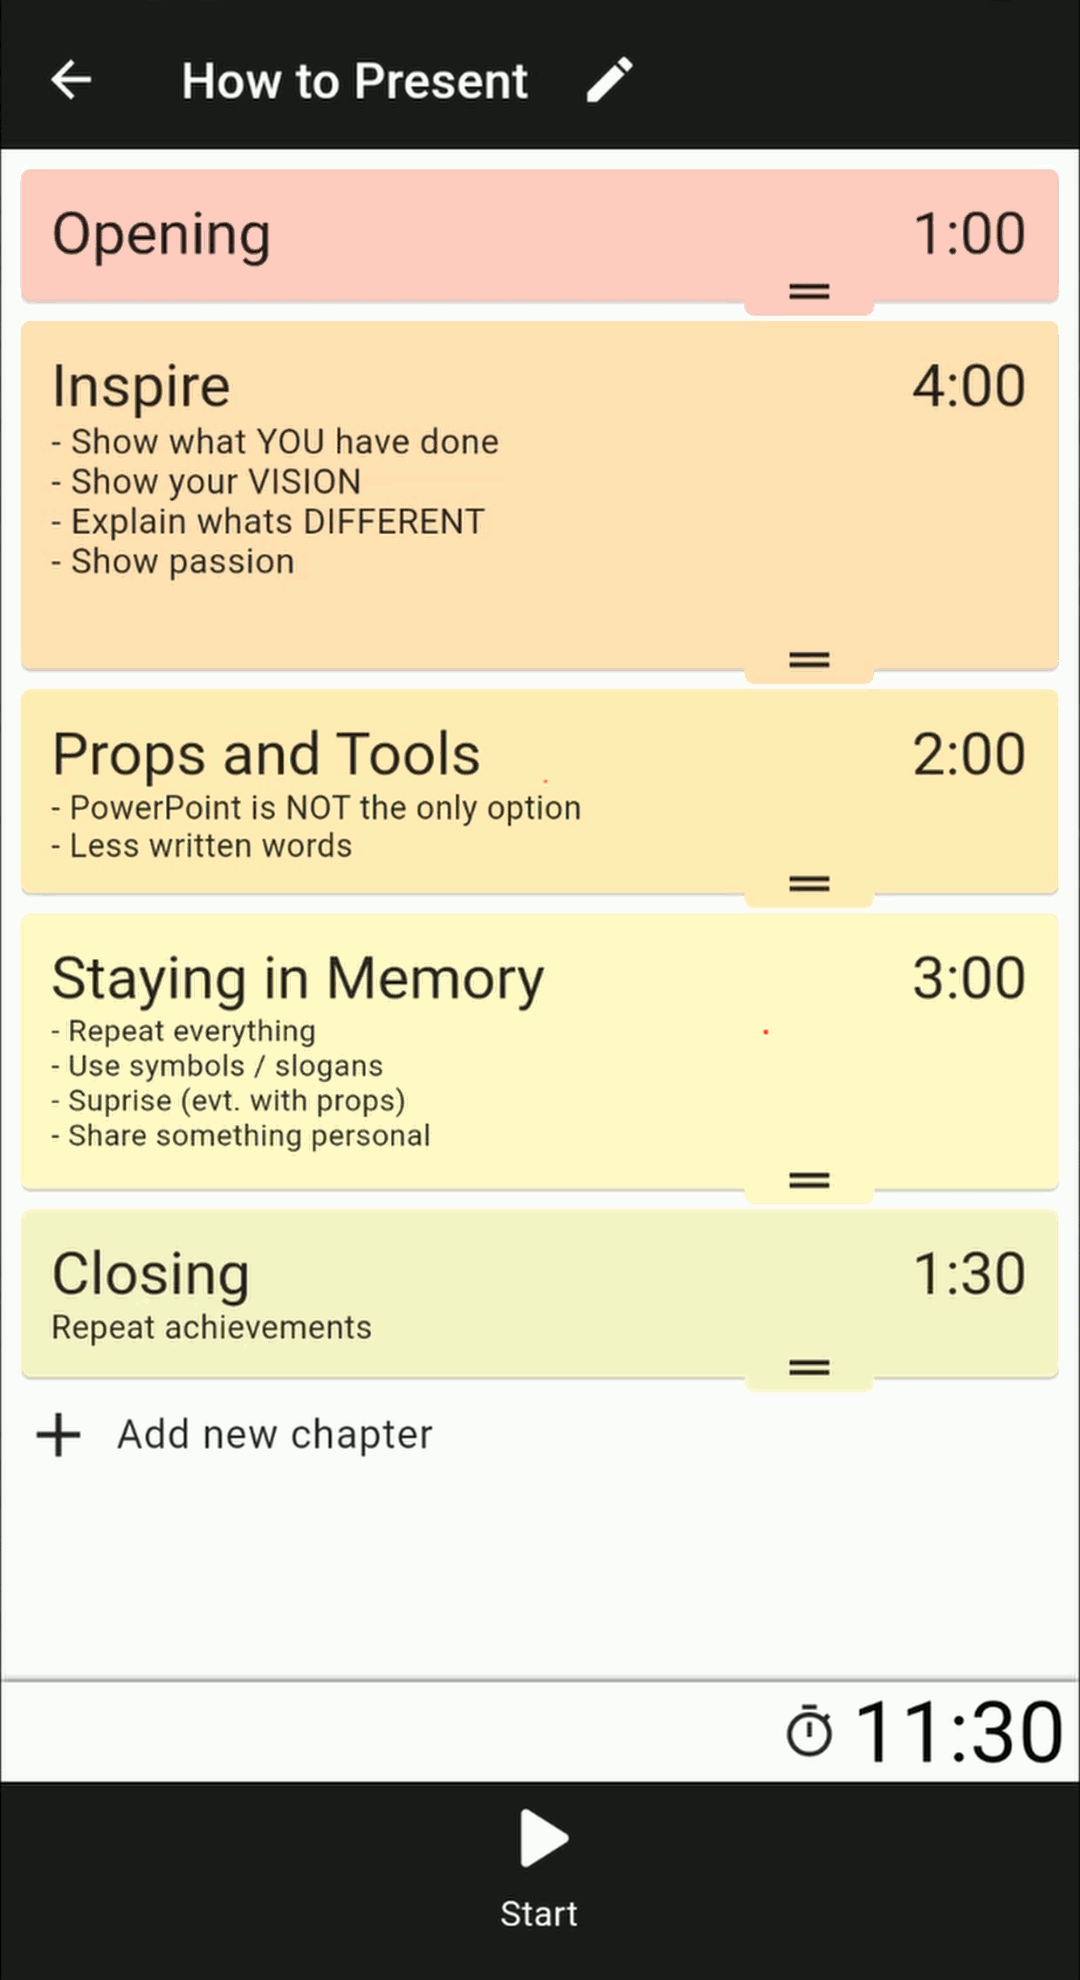 How to Present
Opening 1:00
Inspire 4:00
- Show what YOU have done
- Show your VISION
- Explain whats DIFFERENT
- Show passion
Props and Tools 2:00
- PowerPoint is NOT the only option
- Less written words
Staying in Memory 3:00
- Repeat everything
- Use symbols / slogans
- Suprise (evt. with props)
- Share something personal
Closing 1:30
Repeat achievements
Add new chapter
11:30
Start